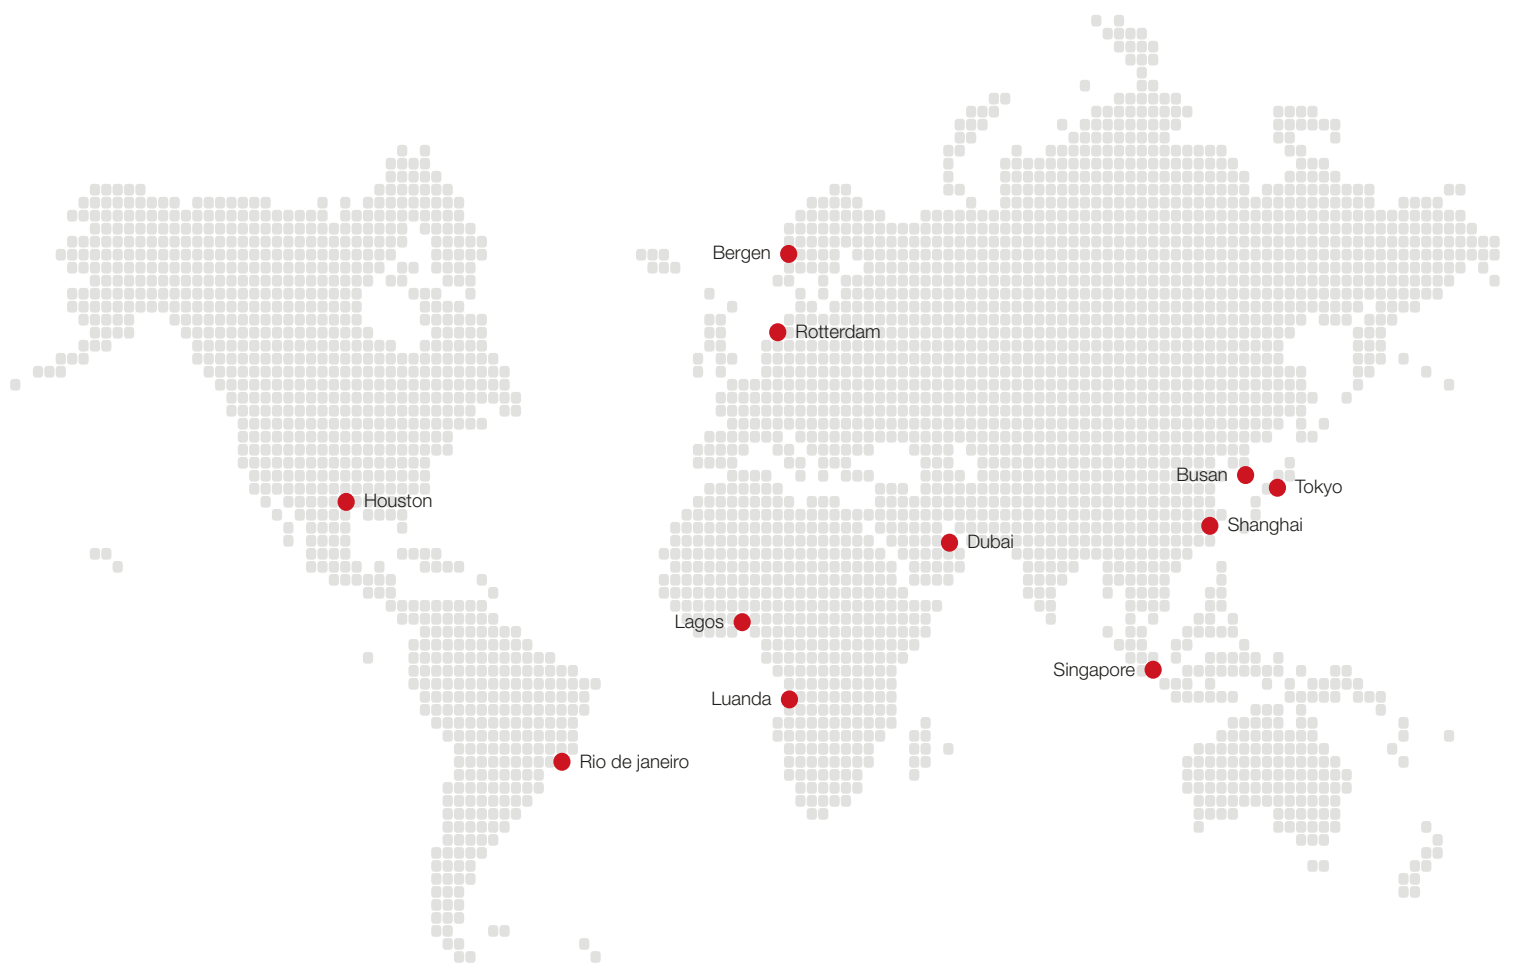 Bergen
Rotterdam
Busan
Tokyo
Houston
Shanghai
Dubai
Lagos
Singapore
Luanda
Rio de janeiro